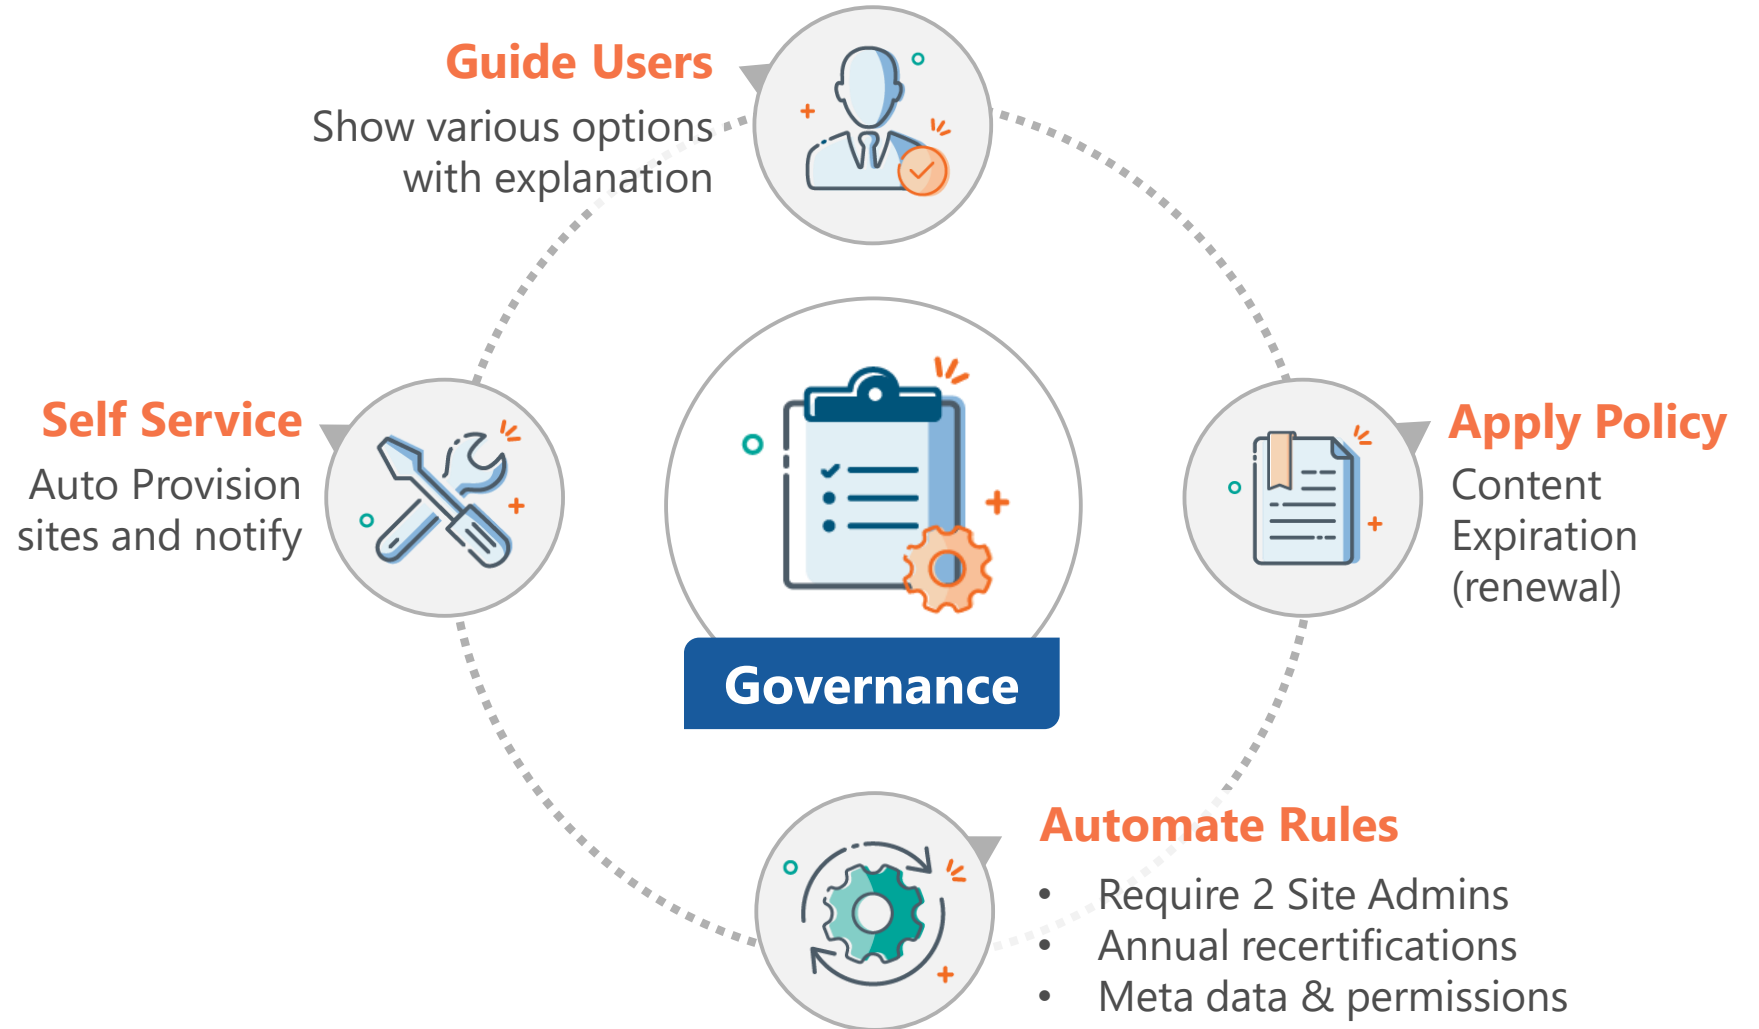 Guide Users
Show various options
with explanation
Self Service
Auto Provision
sites and notify
Apply Policy
Content
Expiration
(renewal)
Governance
Automate Rules
• Require 2 Site Admins
• Annual recertifications
• Meta data & permissions